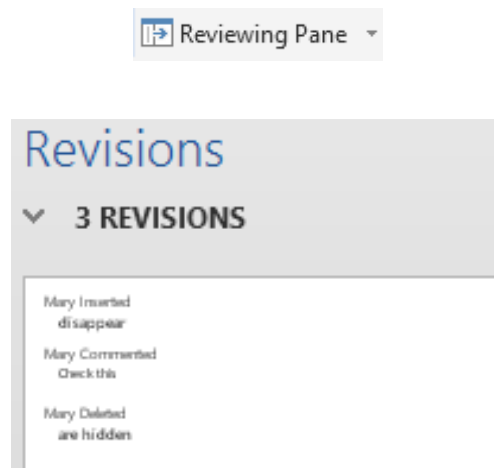 Reviewing Pane
Revisions
3 REVISIONS
Mary Inserted
disappear
Mary Commented
Check this
Mary Deleted
are hidden